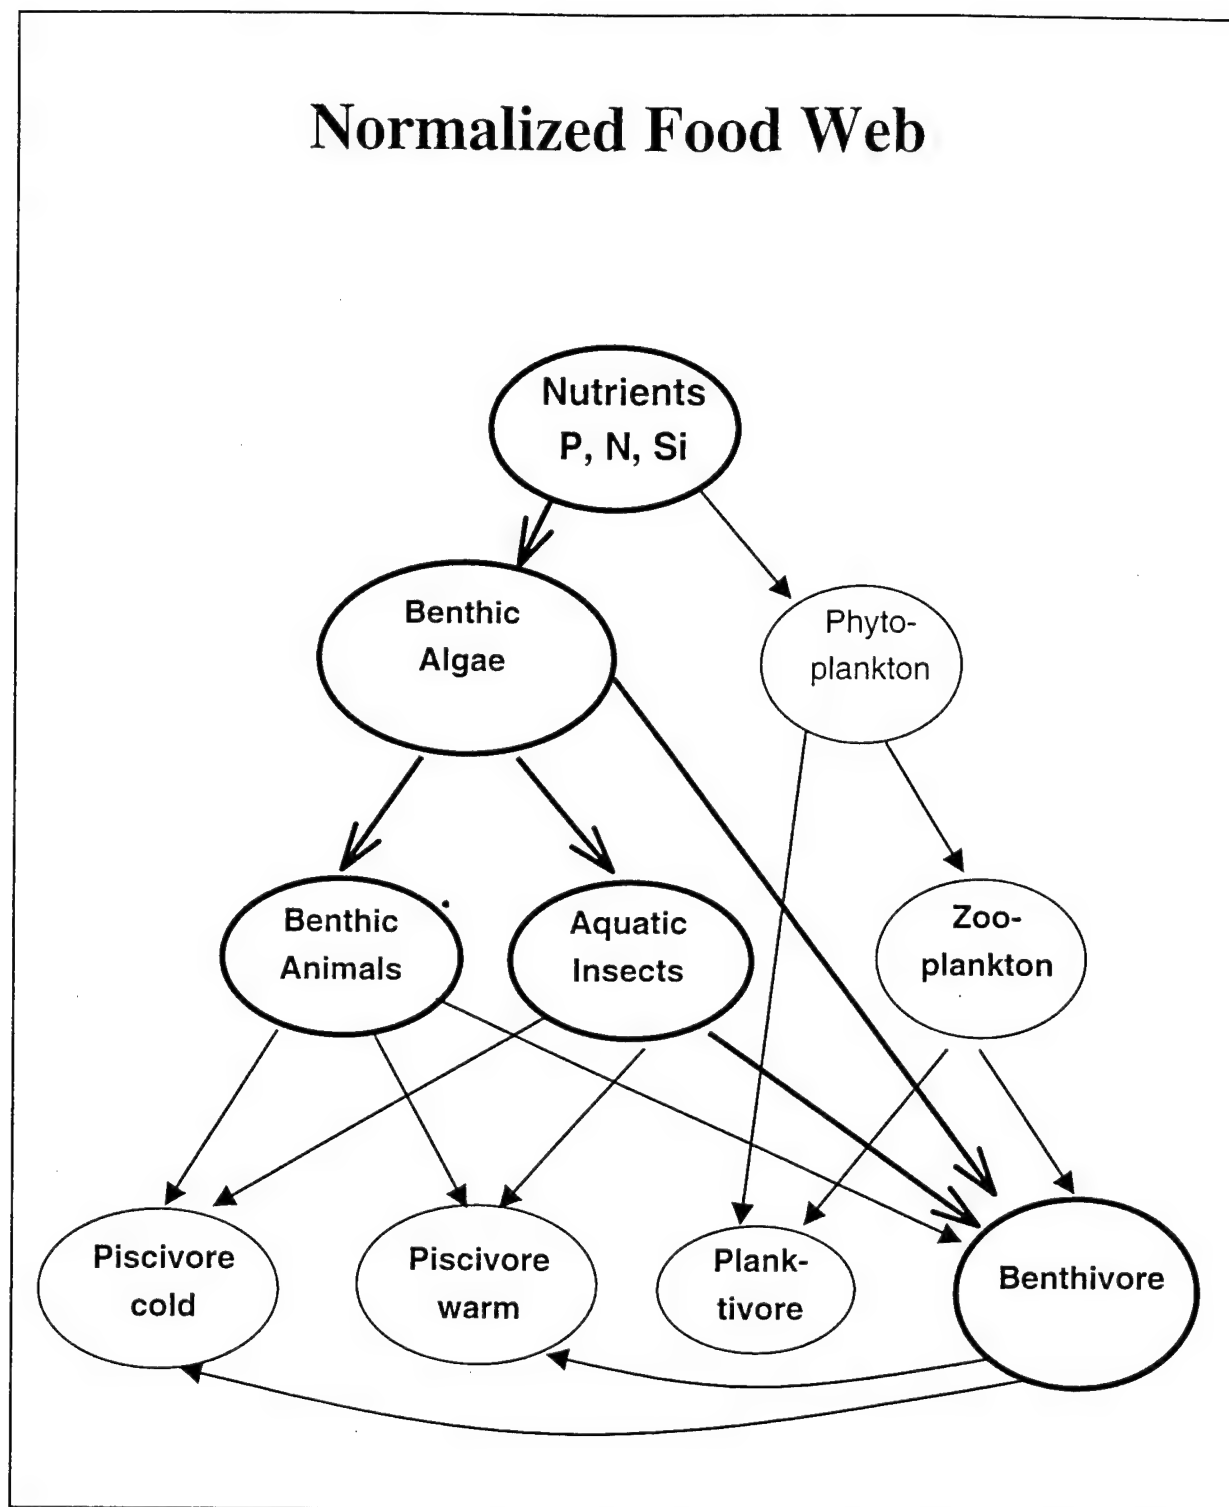 Normalized Food Web
Nutrients
P, N, Si
Benthic
Algae
Phyto-
plankton
Benthic
Animals
Aquatic
Insects
Zoo-
plankton
Piscivore
cold
Piscivore
warm
Plank-
tivore
Benthivore